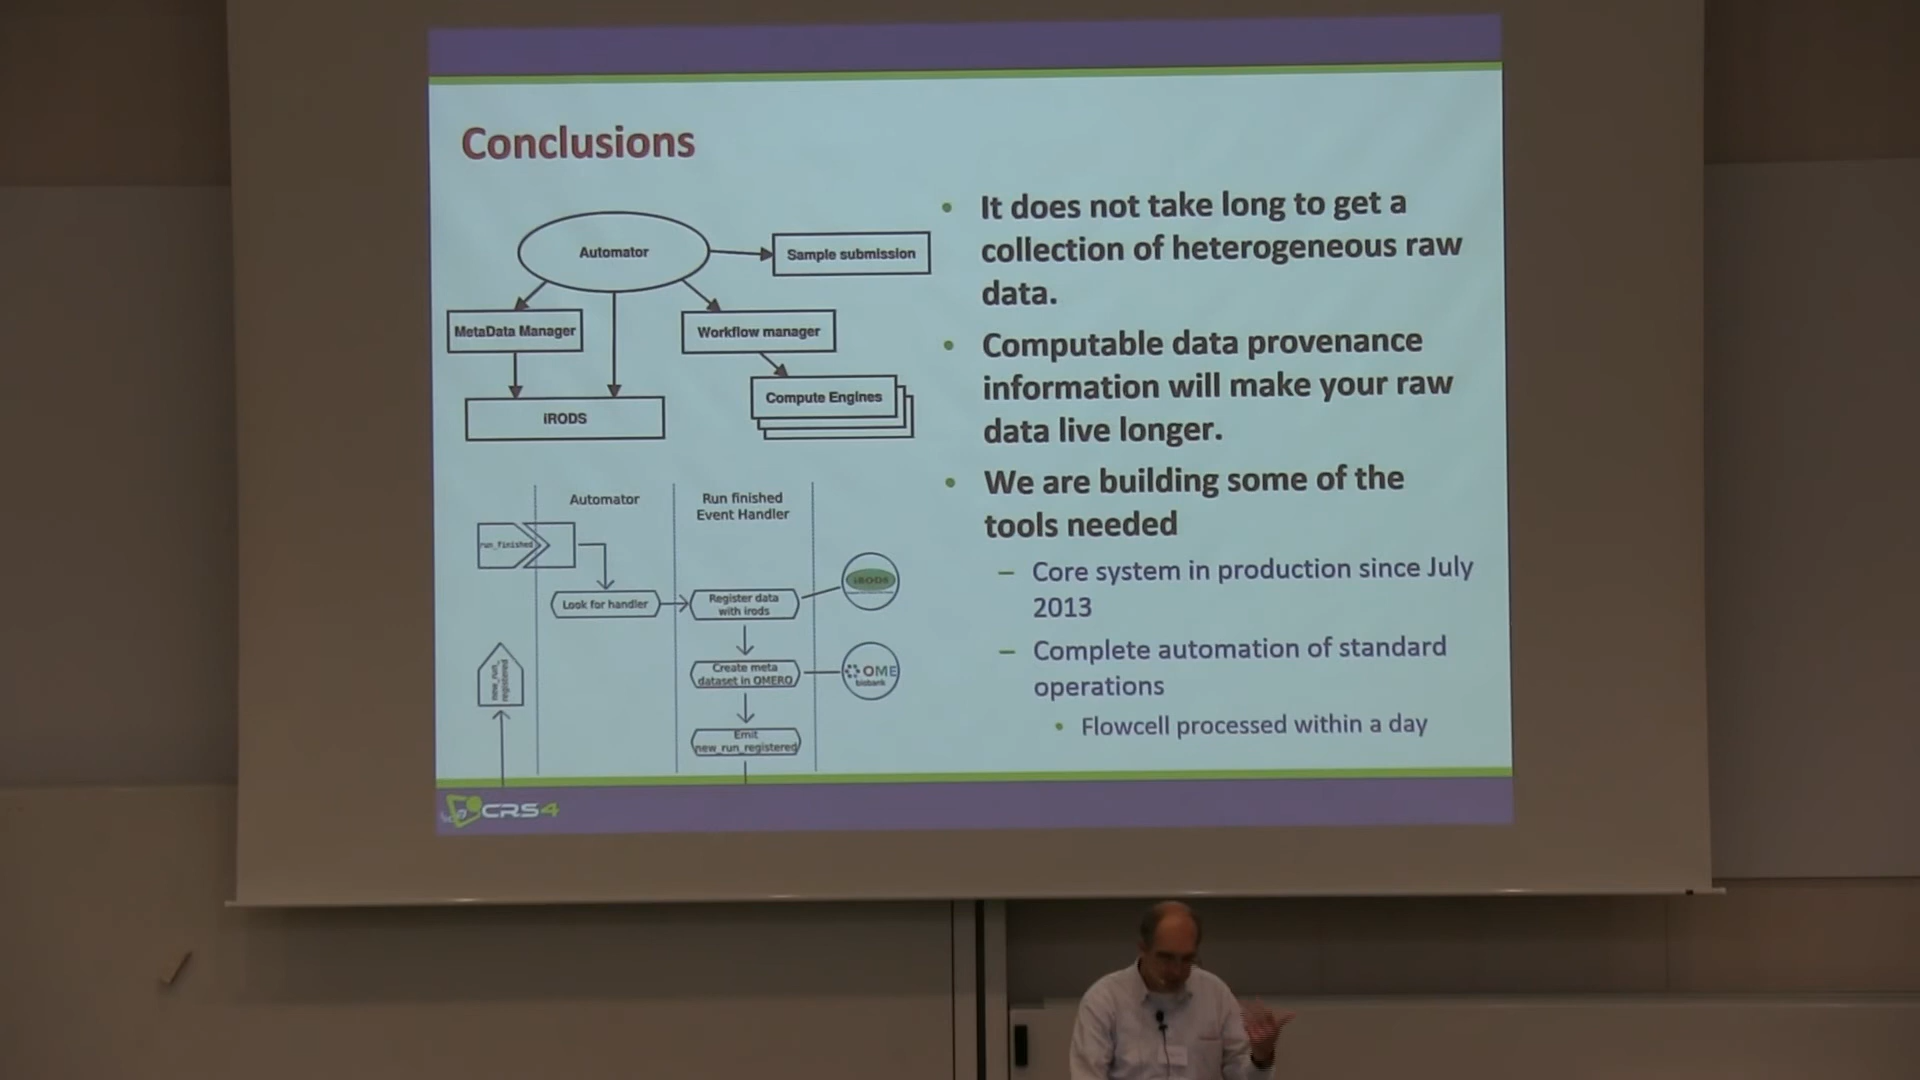 Conclusions
Automator
Sample submission
MetaData Manager
Workflow manager
Compute Engines
iRODS
Automator
Run finished
Event Handler
run_finished
Look for handler
Register data
with irods
iRODS
new_run_
registered
Create meta
dataset in OMERO
OME
biobank
Emit
new_run_registered
• It does not take long to get a
collection of heterogeneous raw
data.
• Computable data provenance
information will make your raw
data live longer.
• We are building some of the
tools needed
– Core system in production since July
2013
– Complete automation of standard
operations
• Flowcell processed within a day
CRS4